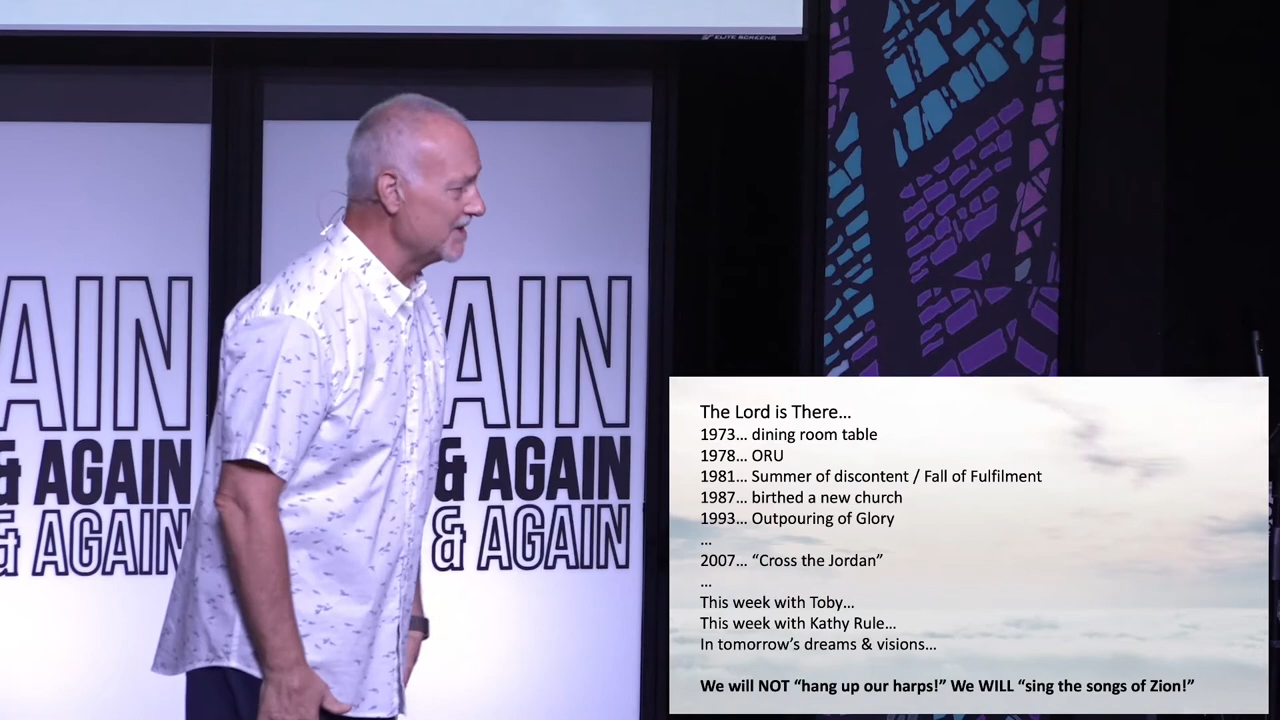 ELITE SCREENS
AIN
& AGAIN
& AGAIN
AIN
& AGAIN
& AGAIN
The Lord is There…
1973… dining room table
1978… ORU
1981… Summer of discontent / Fall of Fulfilment
1987… birthed a new church
1993… Outpouring of Glory
…
2007… “Cross the Jordan”
…
This week with Toby…
This week with Kathy Rule…
In tomorrow’s dreams & visions…
We will NOT “hang up our harps!” We WILL “sing the songs of Zion!”